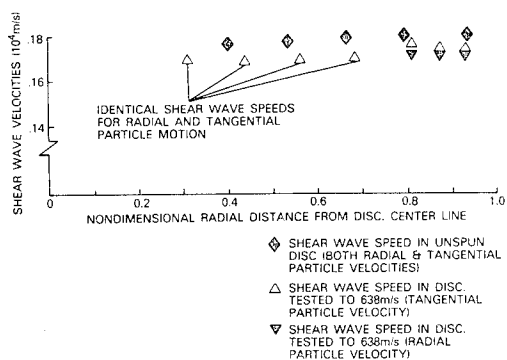 SHEAR WAVE VELOCITIES (10⁴m/s)
.18
.16
.14
0
IDENTICAL SHEAR WAVE SPEEDS
FOR RADIAL AND TANGENTIAL
PARTICLE MOTION
0
0.2
0.4
0.6
0.8
1.0
NONDIMENSIONAL RADIAL DISTANCE FROM DISC. CENTER LINE
SHEAR WAVE SPEED IN UNSPUN
DISC (BOTH RADIAL & TANGENTIAL
PARTICLE VELOCITIES)
SHEAR WAVE SPEED IN DISC.
TESTED TO 638m/s (TANGENTIAL
PARTICLE VELOCITY)
SHEAR WAVE SPEED IN DISC.
TESTED TO 638m/s (RADIAL
PARTICLE VELOCITY)